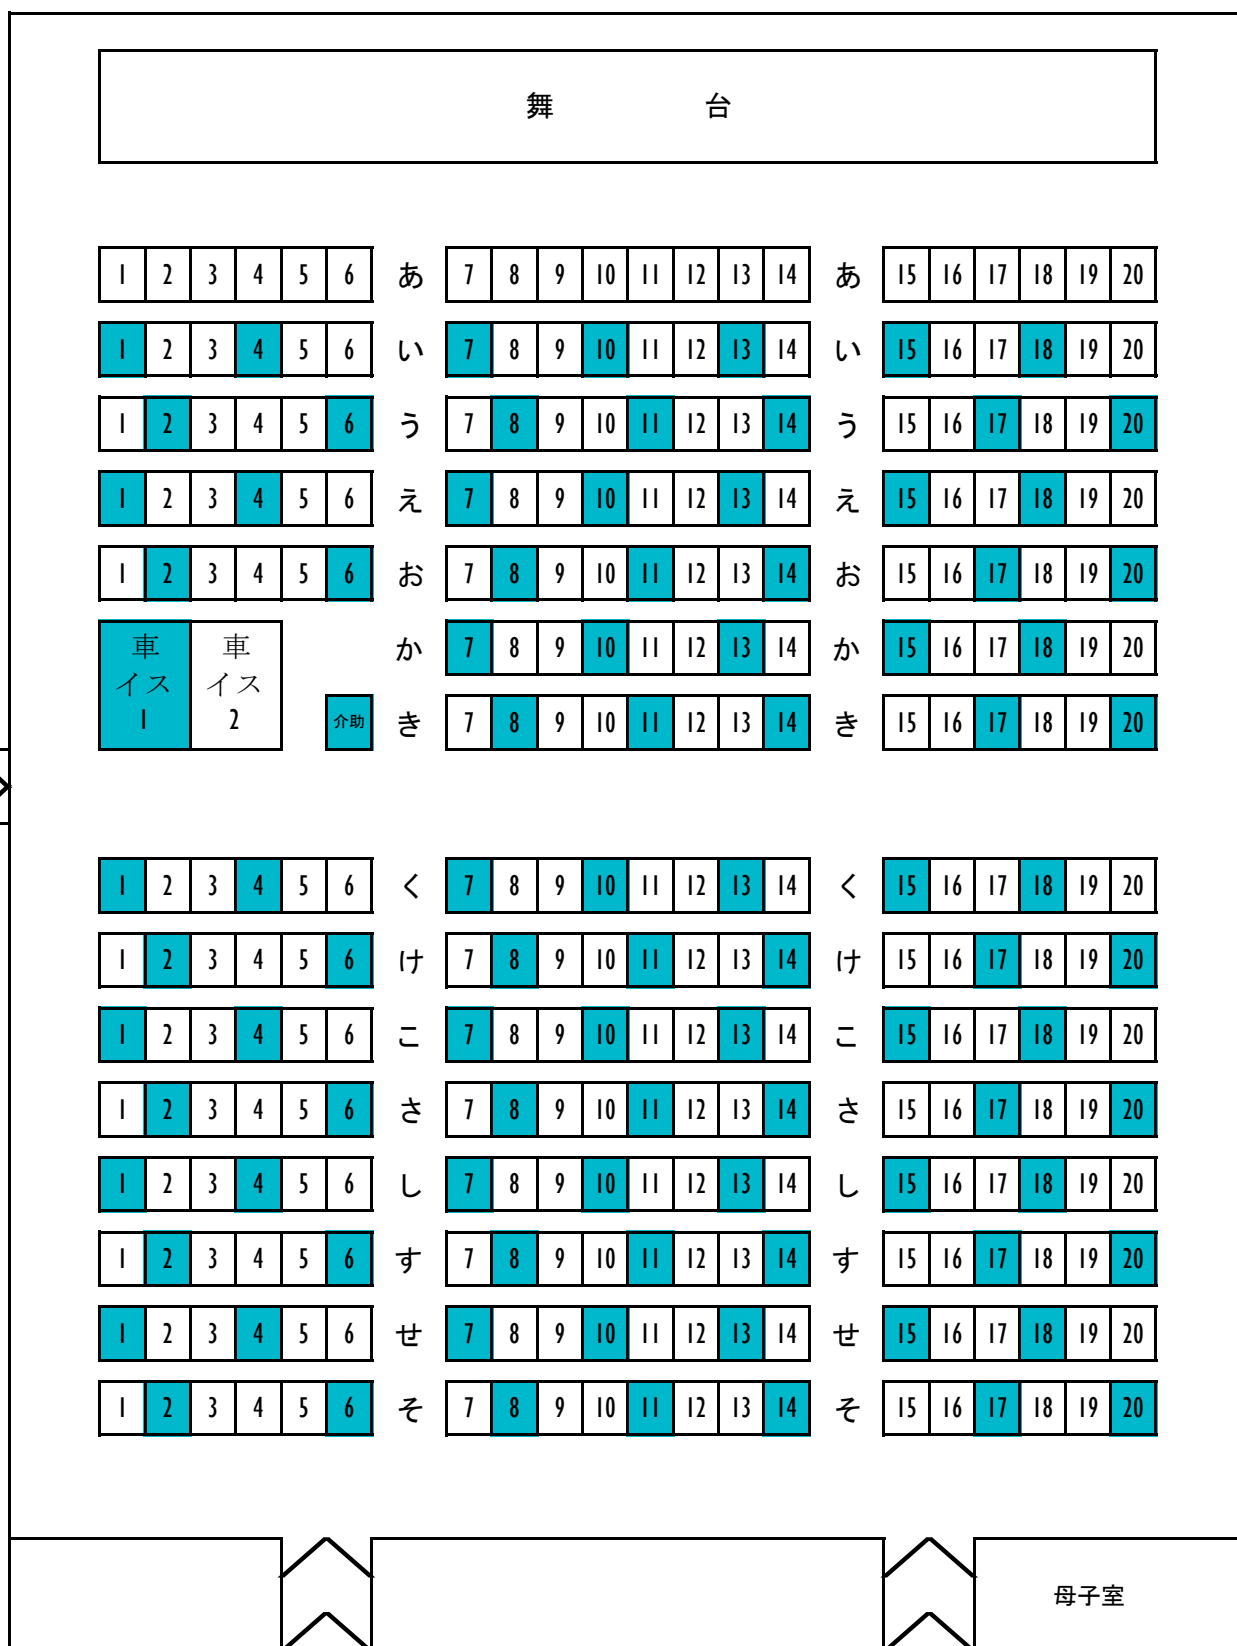 舞 台
1 2 3 4 5 6 あ 7 8 9 10 11 12 13 14 あ 15 16 17 18 19 20
1 2 3 4 5 6 い 7 8 9 10 11 12 13 14 い 15 16 17 18 19 20
1 2 3 4 5 6 う 7 8 9 10 11 12 13 14 う 15 16 17 18 19 20
1 2 3 4 5 6 え 7 8 9 10 11 12 13 14 え 15 16 17 18 19 20
1 2 3 4 5 6 お 7 8 9 10 11 12 13 14 お 15 16 17 18 19 20
車 車 か 7 8 9 10 11 12 13 14 か 15 16 17 18 19 20
イス イス
1 2 介助 き 7 8 9 10 11 12 13 14 き 15 16 17 18 19 20
1 2 3 4 5 6 く 7 8 9 10 11 12 13 14 く 15 16 17 18 19 20
1 2 3 4 5 6 け 7 8 9 10 11 12 13 14 け 15 16 17 18 19 20
1 2 3 4 5 6 こ 7 8 9 10 11 12 13 14 こ 15 16 17 18 19 20
1 2 3 4 5 6 さ 7 8 9 10 11 12 13 14 さ 15 16 17 18 19 20
1 2 3 4 5 6 し 7 8 9 10 11 12 13 14 し 15 16 17 18 19 20
1 2 3 4 5 6 す 7 8 9 10 11 12 13 14 す 15 16 17 18 19 20
1 2 3 4 5 6 せ 7 8 9 10 11 12 13 14 せ 15 16 17 18 19 20
1 2 3 4 5 6 そ 7 8 9 10 11 12 13 14 そ 15 16 17 18 19 20
母子室